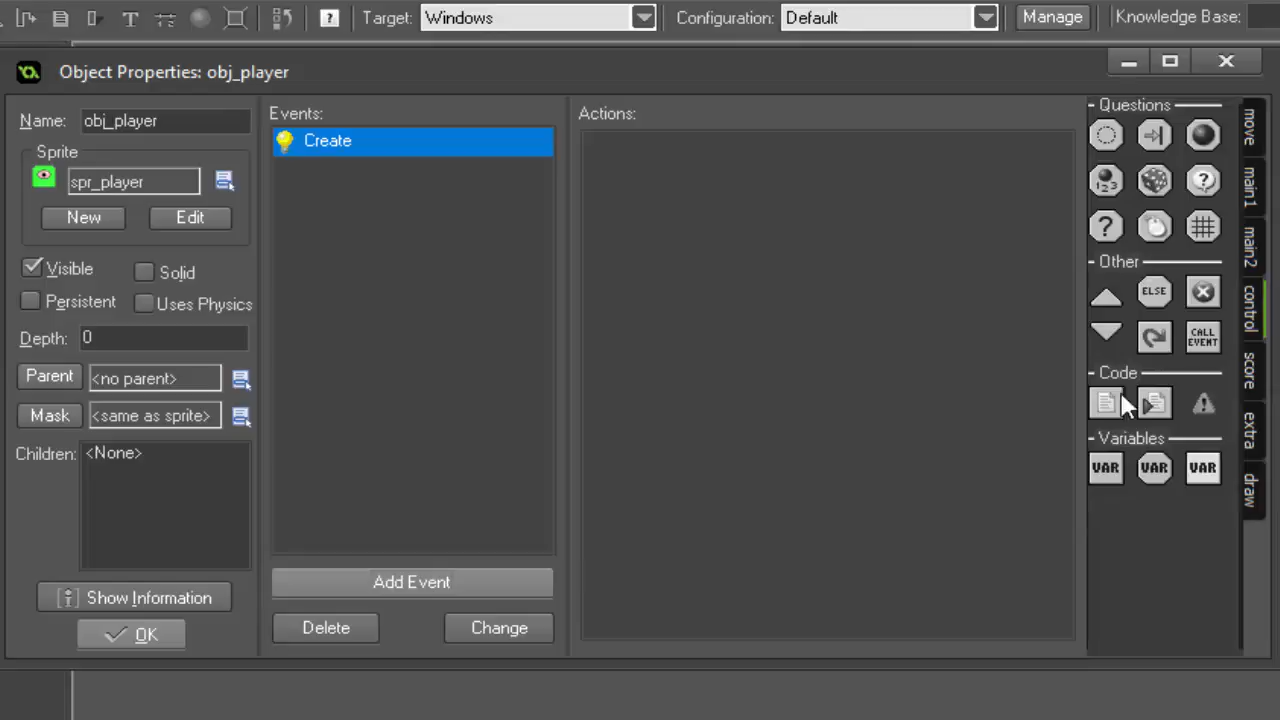 Target: Windows Configuration: Default Manage Knowledge Base:
Object Properties: obj_player
Name: obj_player
Sprite
spr_player
New Edit
Visible Solid
Persistent Uses Physics
Depth: 0
Parent <no parent>
Mask <same as sprite>
Children: <None>
Show Information
OK
Events:
Create
Add Event
Delete Change
Actions:
Questions
Other
ELSE
CALL
EVENT
Code
Variables
VAR VAR VAR
move
main1
main2
control
score
extra
draw